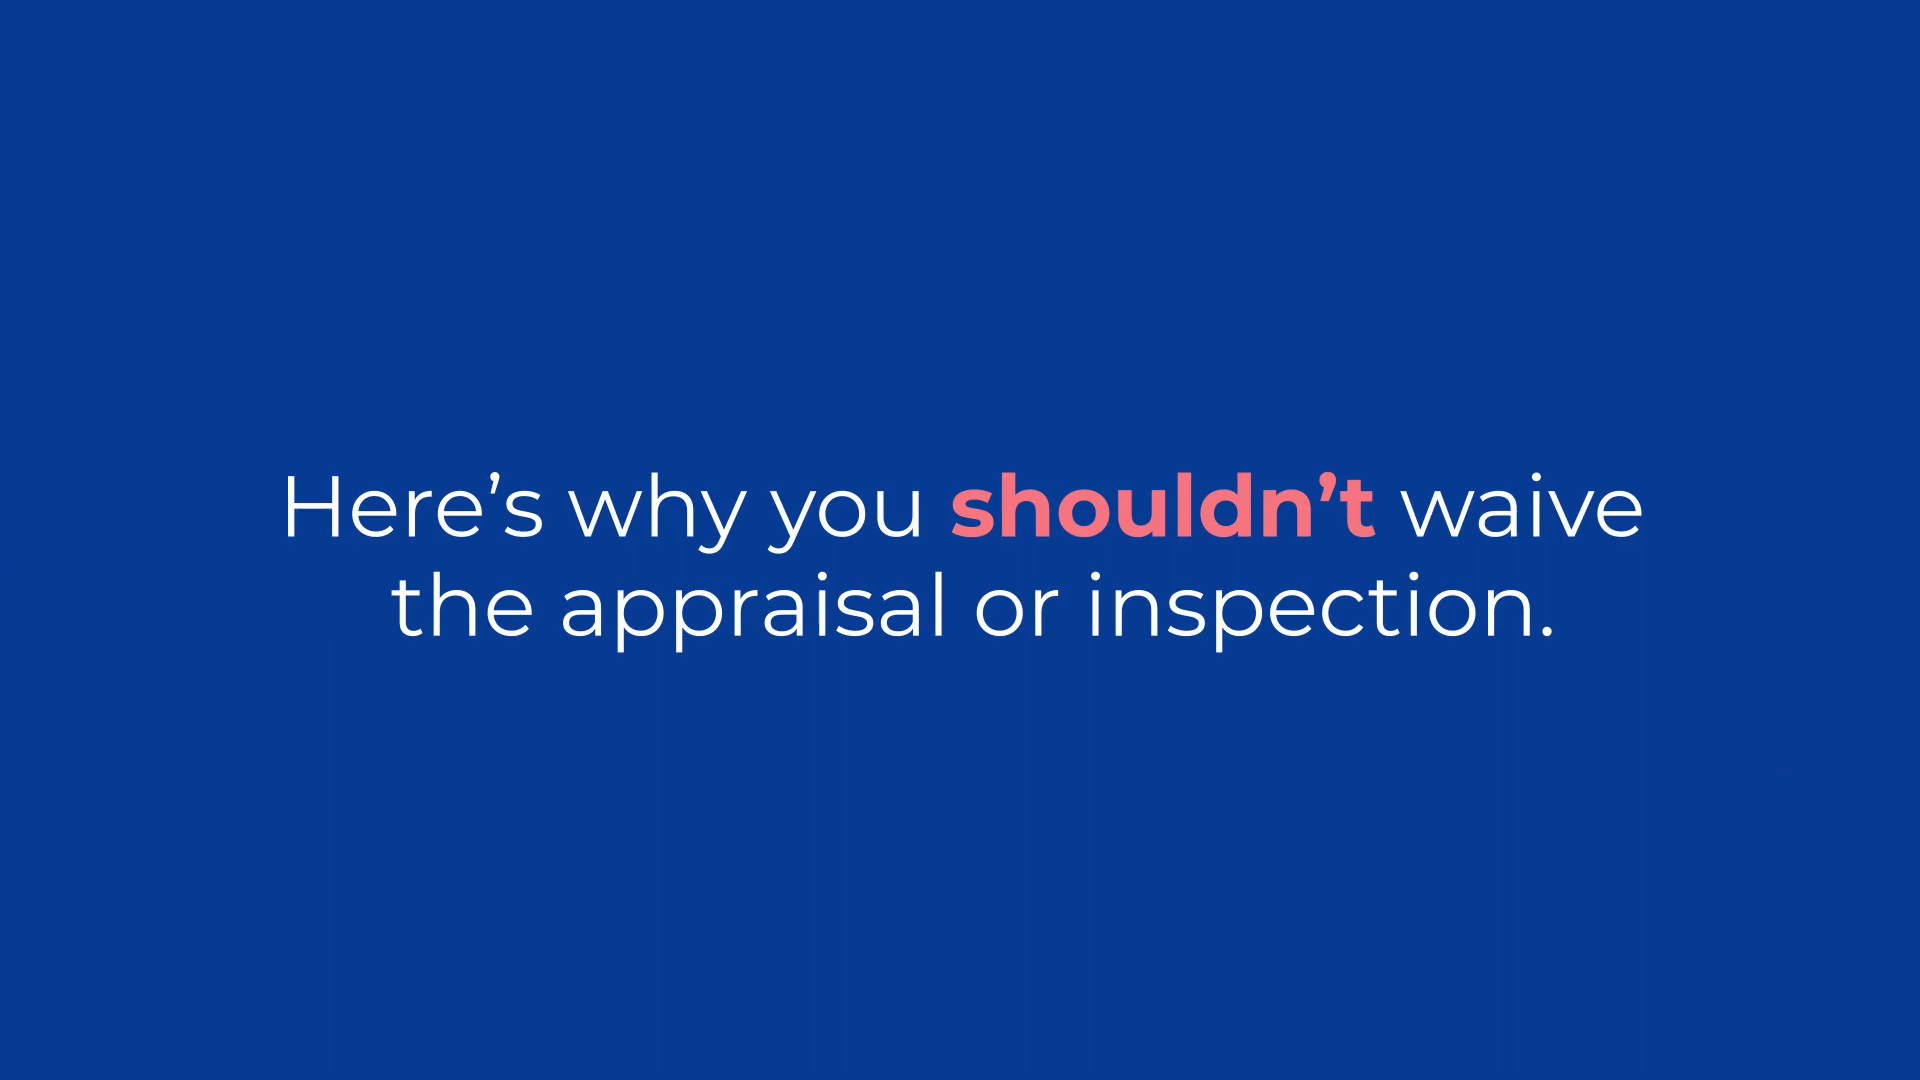 Here’s why you shouldn’t waive
the appraisal or inspection.